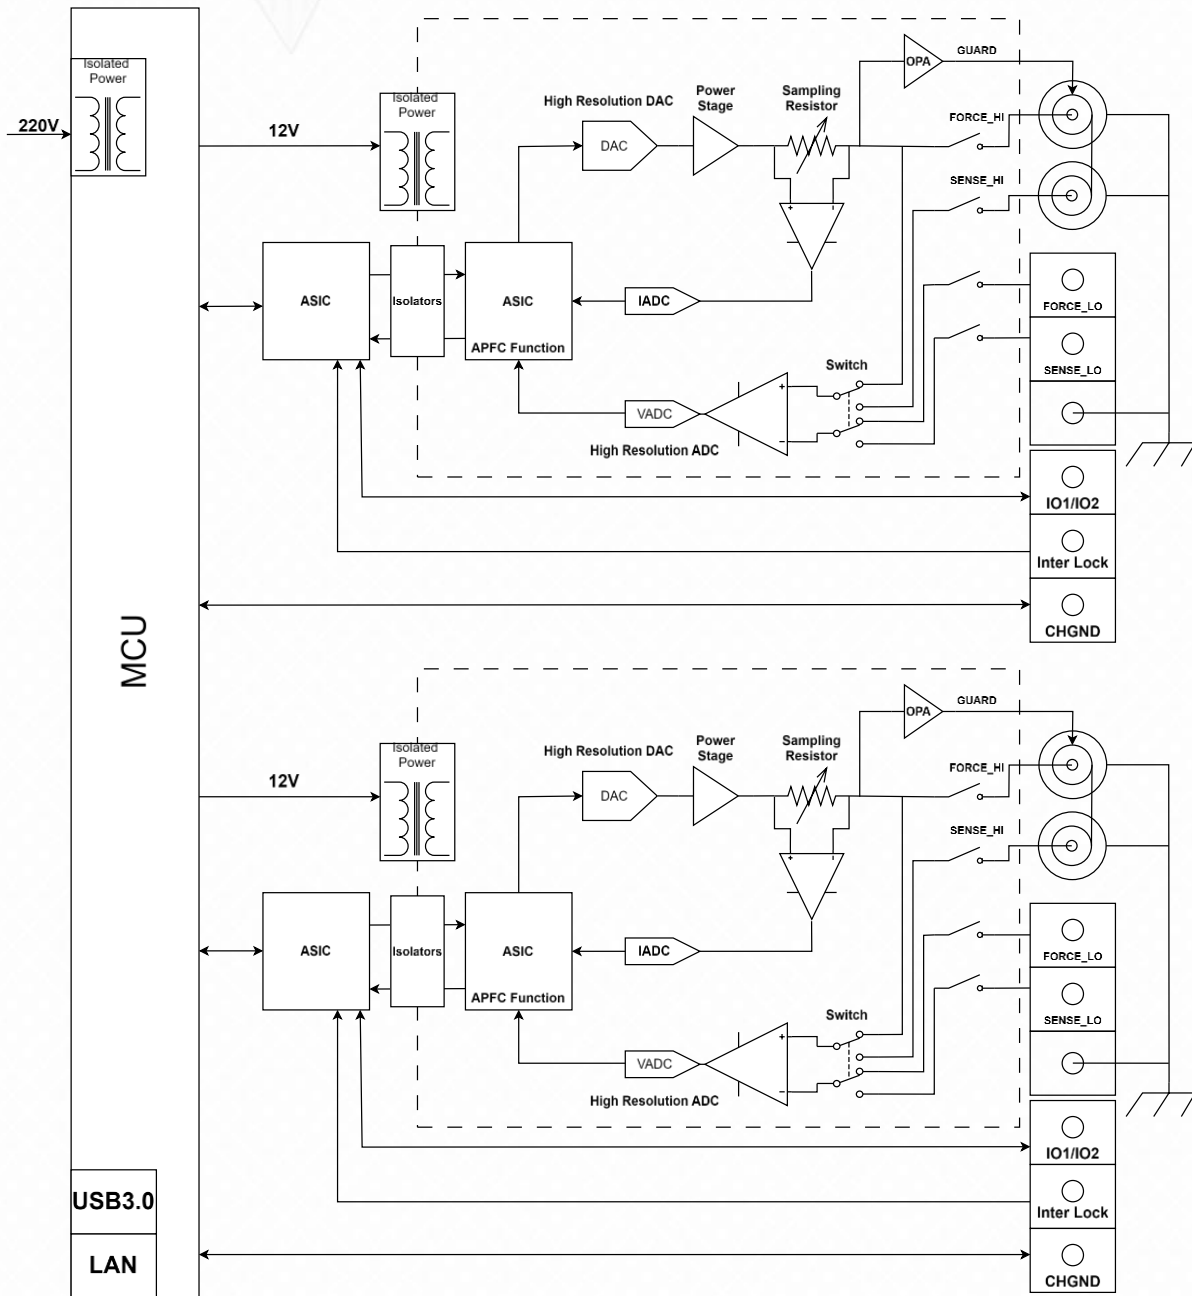 Isolated
Power
220V
12V
Isolated
Power
High Resolution DAC
DAC
Power
Stage
Sampling
Resistor
OPA
GUARD
FORCE_HI
SENSE_HI
+
-
ASIC
Isolators
ASIC
APFC Function
IADC
FORCE_LO
SENSE_LO
Switch
VADC
+
-
High Resolution ADC
IO1/IO2
Inter Lock
CHGND
MCU
12V
Isolated
Power
High Resolution DAC
DAC
Power
Stage
Sampling
Resistor
OPA
GUARD
FORCE_HI
SENSE_HI
+
-
ASIC
Isolators
ASIC
APFC Function
IADC
FORCE_LO
SENSE_LO
Switch
VADC
+
-
High Resolution ADC
IO1/IO2
Inter Lock
CHGND
USB3.0
LAN